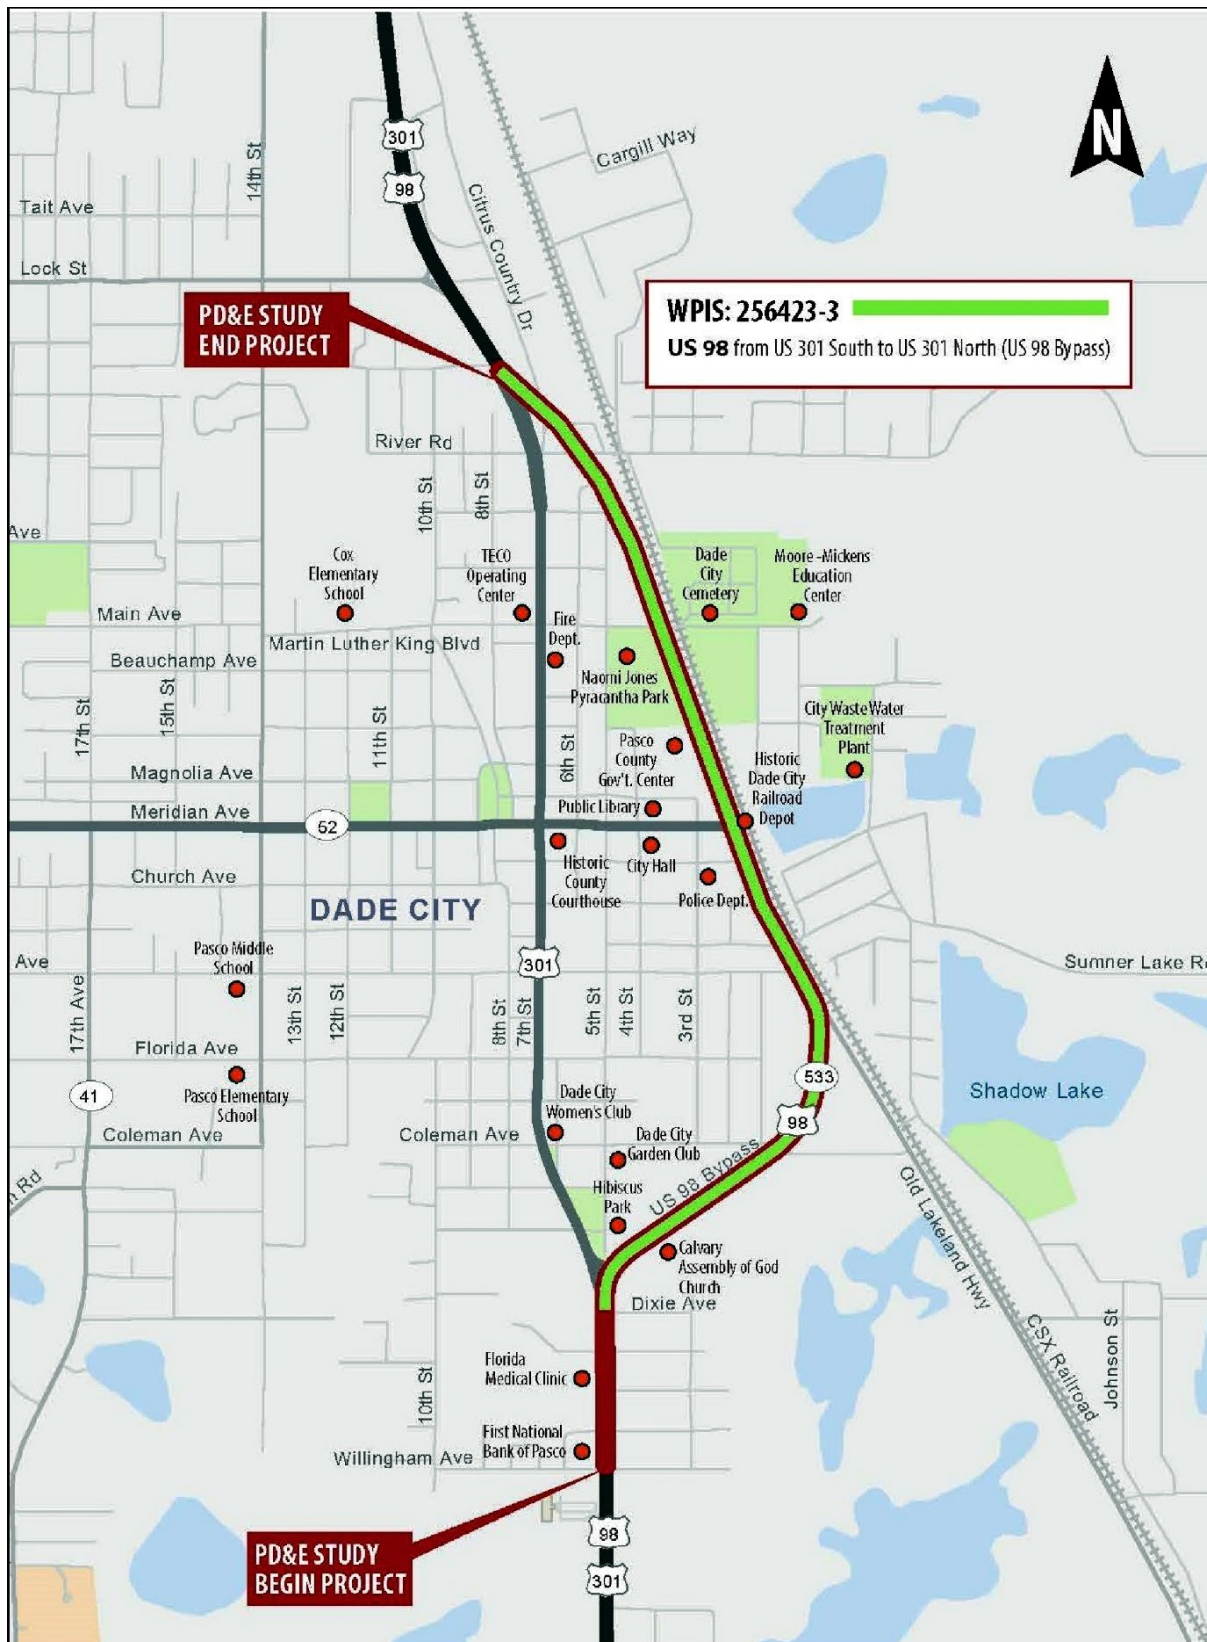 301
98
N
Cargill Way
14th St
Citrus Country Dr
Tait Ave
Lock St
PD&E STUDY
END PROJECT
WPIS: 256423-3
US 98 from US 301 South to US 301 North (US 98 Bypass)
River Rd
10th St
8th St
Ave
Cox
Elementary
School
TECO
Operating
Center
Dade
City
Cemetery
Moore -Mickens
Education
Center
Main Ave
Martin Luther King Blvd
Fire
Dept.
Beauchamp Ave
Naomi Jones
Pyracantha Park
17th St
15th St
11th St
6th St
City Waste Water
Treatment
Plant
Pasco
County
Gov't. Center
Historic
Dade City
Railroad
Depot
Magnolia Ave
Meridian Ave
Public Library
52
Church Ave
Historic
County
Courthouse
City Hall
Police Dept.
DADE CITY
Pasco Middle
School
Ave
301
Sumner Lake R
17th Ave
13th St
12th St
8th St
7th St
5th St
4th St
3rd St
Florida Ave
533
Pasco Elementary
School
41
Shadow Lake
Dade City
Women's Club
98
Coleman Ave
Coleman Ave
Dade City
Garden Club
US 98 Bypass
n Rd
Hibiscus
Park
Old Lakeland Hwy
Calvary
Assembly of God
Church
Dixie Ave
CSX Railroad
Johnson St
Florida
Medical Clinic
10th St
First National
Bank of Pasco
Willingham Ave
PD&E STUDY
BEGIN PROJECT
98
301